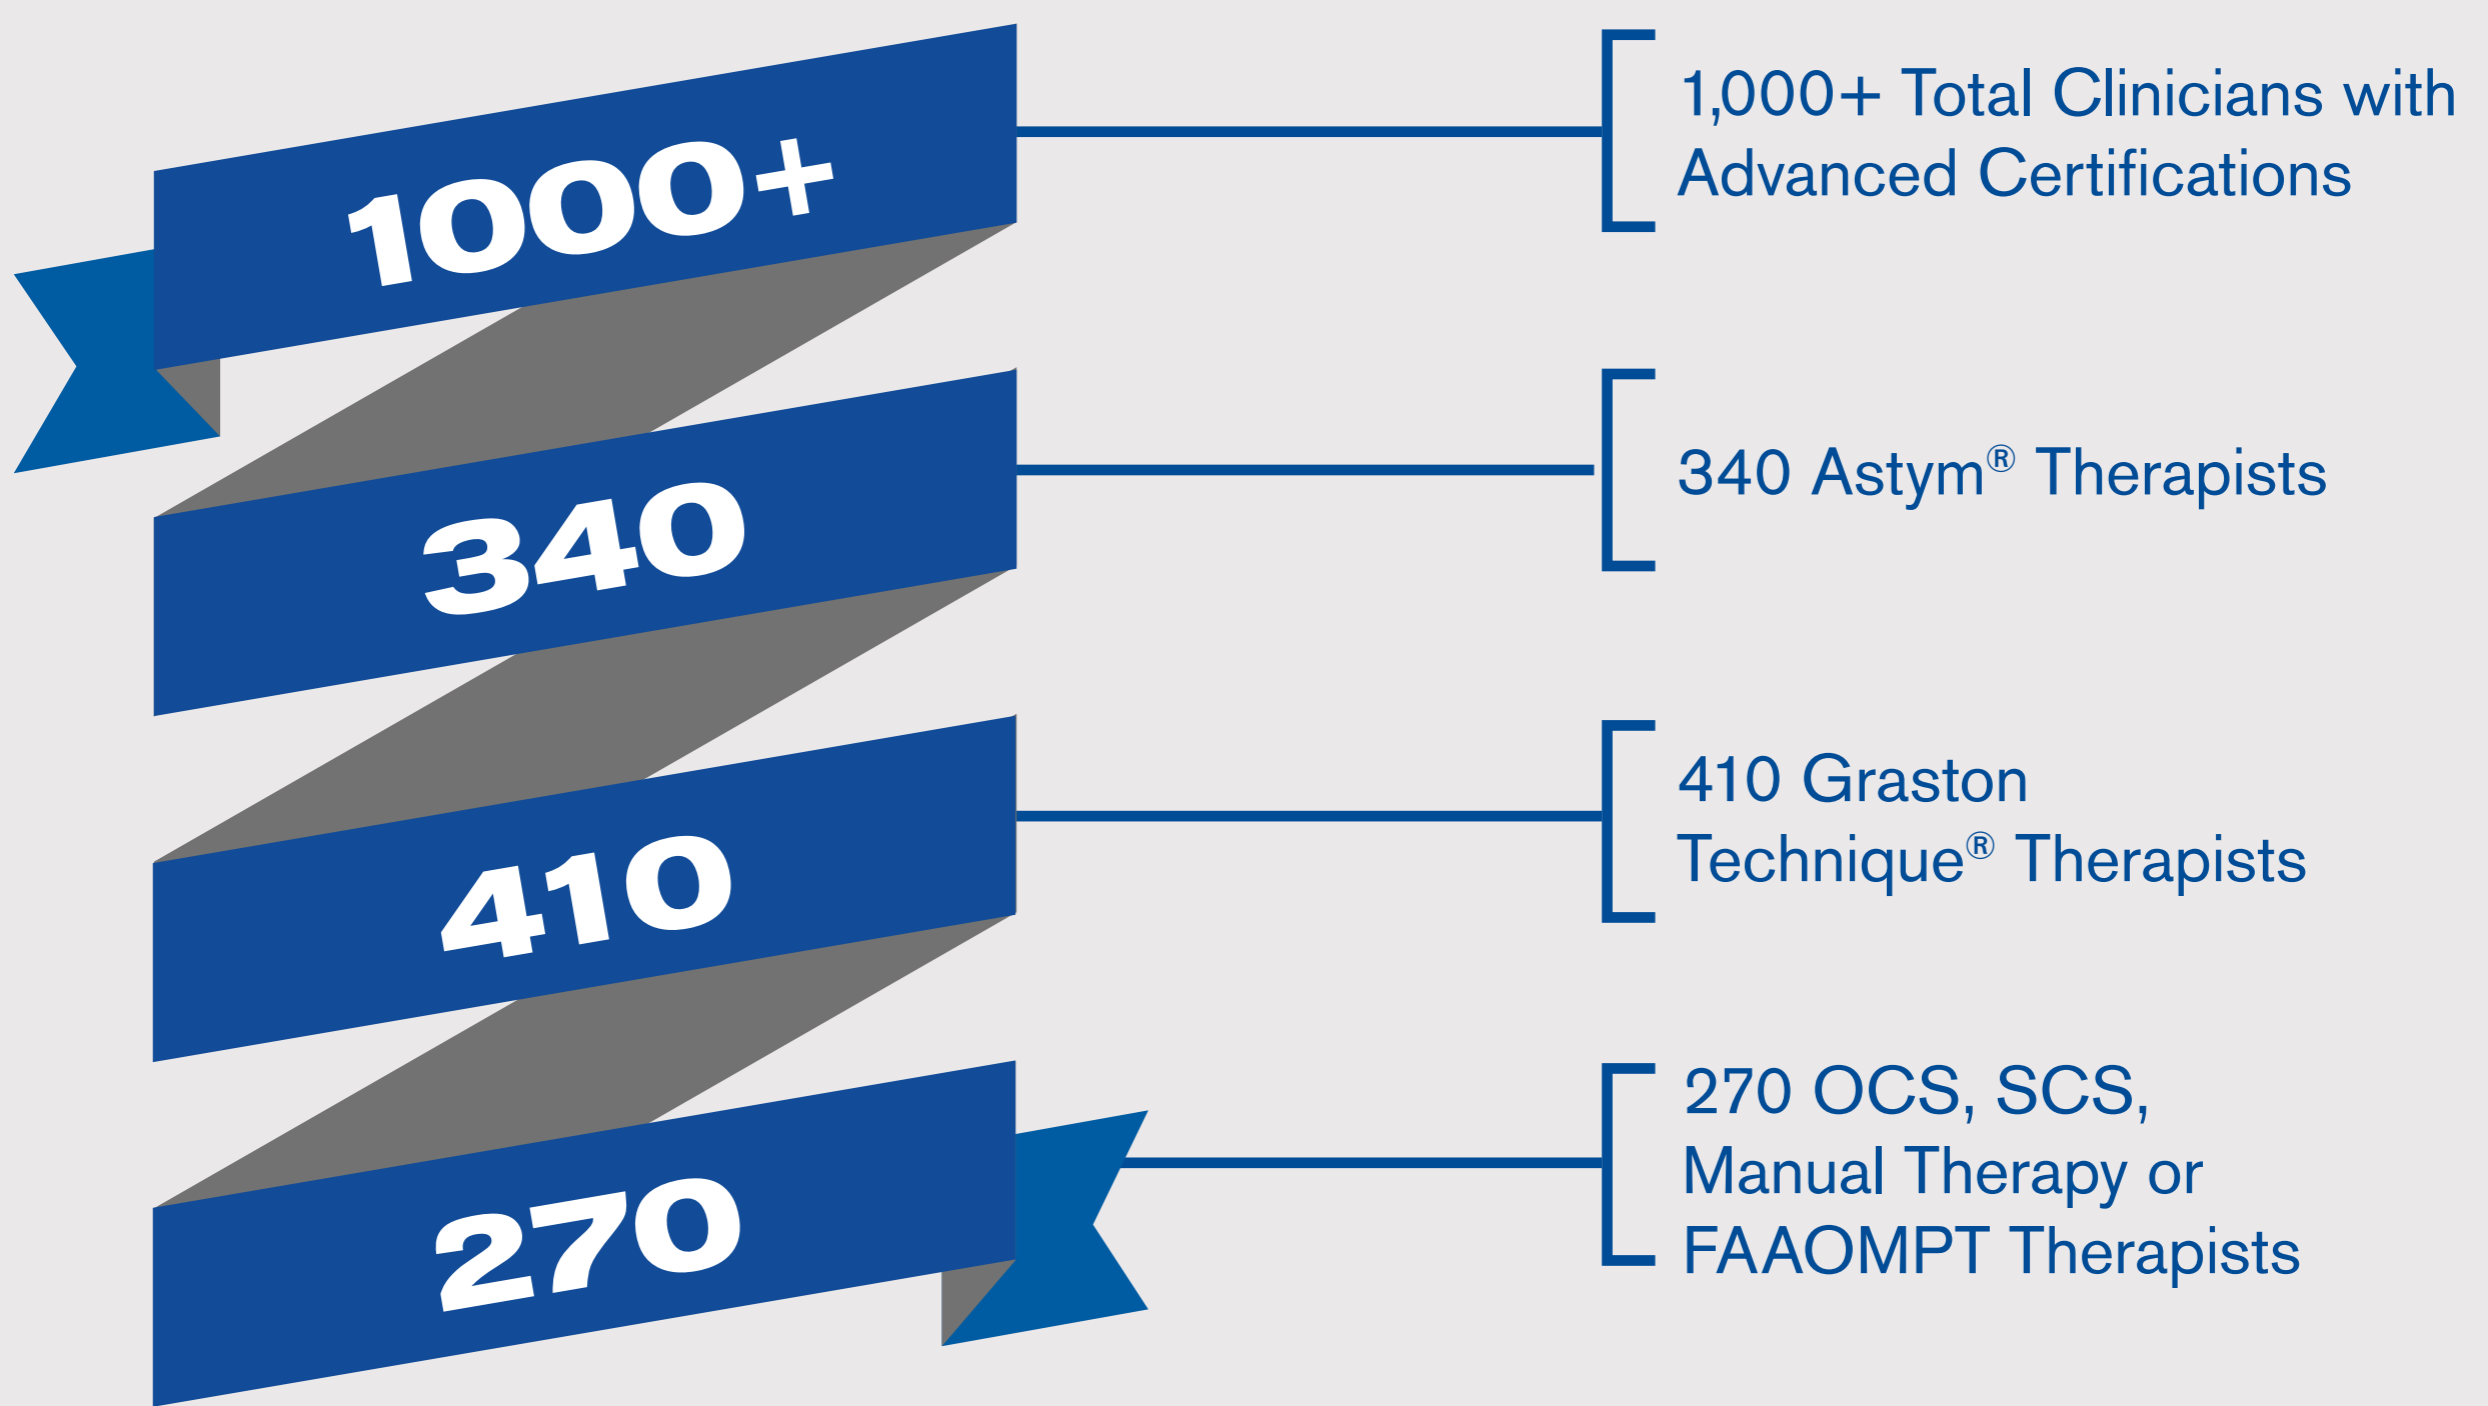 1000+
1,000+ Total Clinicians with
Advanced Certifications
340
340 Astym® Therapists
410
410 Graston
Technique® Therapists
270
270 OCS, SCS,
Manual Therapy or
FAAOMPT Therapists